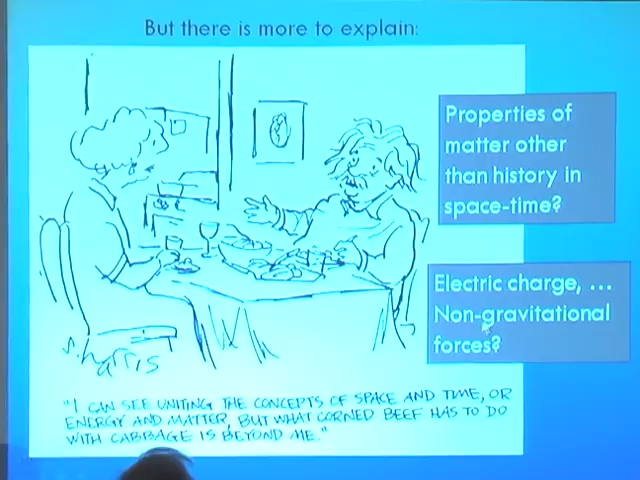 But there is more to explain:
Properties of
matter other
than history in
space-time?
Electric charge, ...
Non-gravitational
forces?
S. Harris
"I CAN SEE UNITING THE CONCEPTS OF SPACE AND TIME, OR
ENERGY AND MATTER, BUT WHAT CORNED BEEF HAS TO DO
WITH CABBAGE IS BEYOND ME."